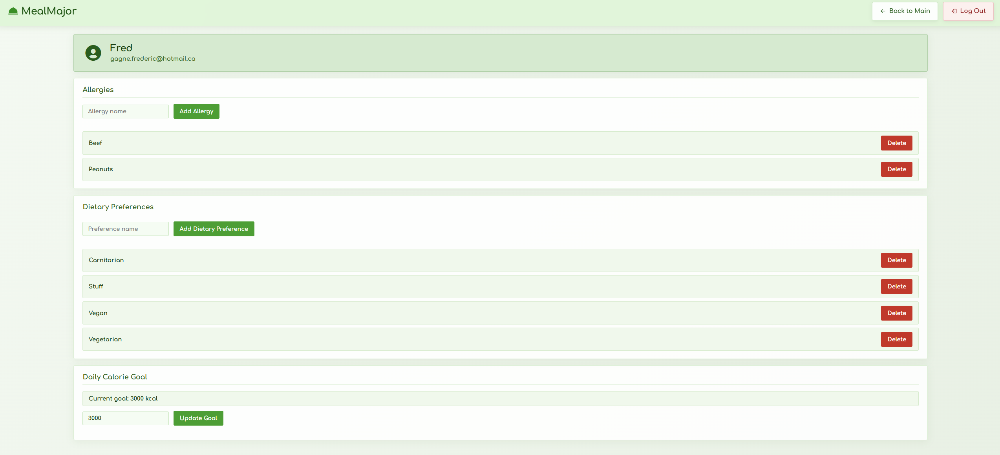 MealMajor
Back to Main
Log Out
Fred
gagne.frederic@hotmail.ca
Allergies
Allergy name
Add Allergy
Beef
Delete
Peanuts
Delete
Dietary Preferences
Preference name
Add Dietary Preference
Carnitarian
Delete
Stuff
Delete
Vegan
Delete
Vegetarian
Delete
Daily Calorie Goal
Current goal: 3000 kcal
3000
Update Goal